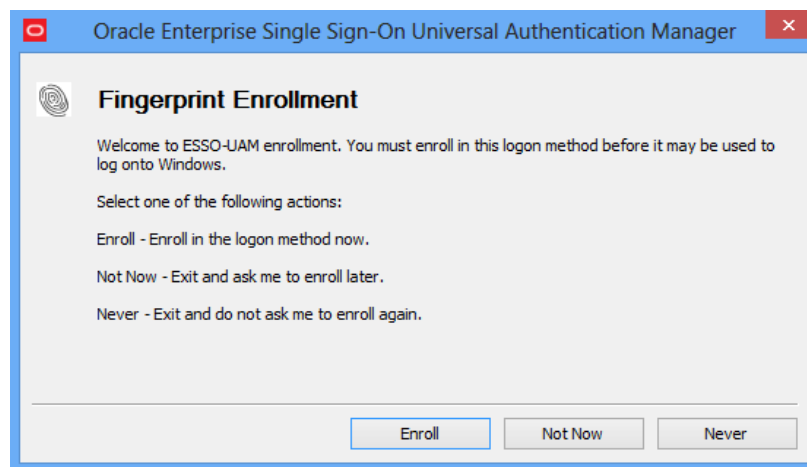 Oracle Enterprise Single Sign-On Universal Authentication Manager
Fingerprint Enrollment
Welcome to ESSO-UAM enrollment. You must enroll in this logon method before it may be used to
log onto Windows.
Select one of the following actions:
Enroll - Enroll in the logon method now.
Not Now - Exit and ask me to enroll later.
Never - Exit and do not ask me to enroll again.
Enroll Not Now Never